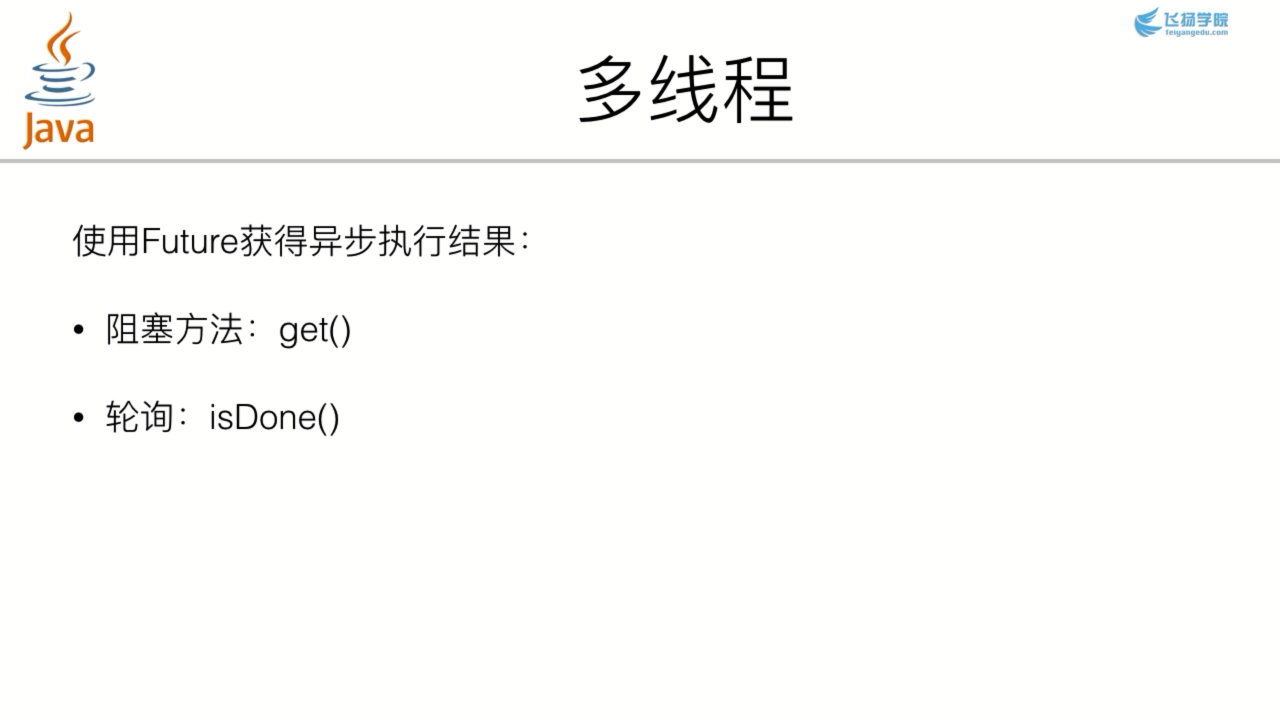 飞扬学院
feiyangedu.com
Java
多线程
使用Future获得异步执行结果：
• 阻塞方法：get()
• 轮询：isDone()